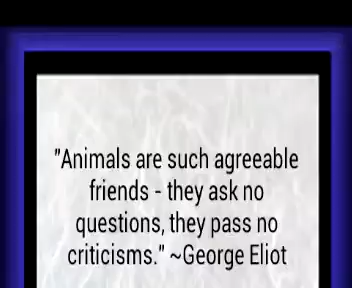 "Animals are such agreeable
friends - they ask no
questions, they pass no
criticisms." ~George Eliot